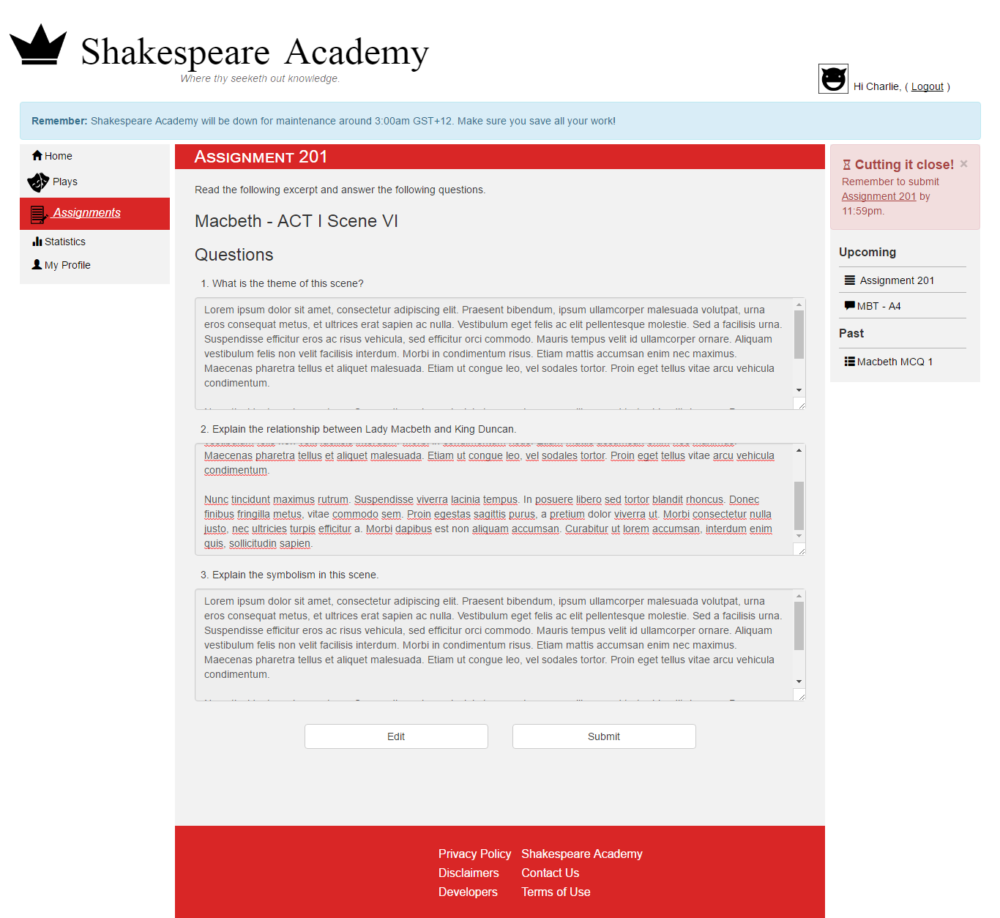 Shakespeare Academy
Where thy seeketh out knowledge.
Hi Charlie, ( Logout )
Remember: Shakespeare Academy will be down for maintenance around 3:00am GST+12. Make sure you save all your work!
Home
Plays
Assignments
Statistics
My Profile
Assignment 201
Read the following excerpt and answer the following questions.
Macbeth - ACT I Scene VI
Questions
1. What is the theme of this scene?
Lorem ipsum dolor sit amet, consectetur adipiscing elit. Praesent bibendum, ipsum ullamcorper malesuada volutpat, urna
eros consequat metus, et ultrices erat sapien ac nulla. Vestibulum eget felis ac elit pellentesque molestie. Sed a facilisis urna.
Suspendisse efficitur eros ac risus vehicula, sed efficitur orci commodo. Mauris tempus velit id ullamcorper ornare. Aliquam
vestibulum felis non velit facilisis interdum. Morbi in condimentum risus. Etiam mattis accumsan enim nec maximus.
Maecenas pharetra tellus et aliquet malesuada. Etiam ut congue leo, vel sodales tortor. Proin eget tellus vitae arcu vehicula
condimentum.
2. Explain the relationship between Lady Macbeth and King Duncan.
Maecenas pharetra tellus et aliquet malesuada. Etiam ut congue leo, vel sodales tortor. Proin eget tellus vitae arcu vehicula
condimentum.
Nunc tincidunt maximus rutrum. Suspendisse viverra lacinia tempus. In posuere libero sed tortor blandit rhoncus. Donec
finibus fringilla metus, vitae commodo sem. Proin egestas sagittis purus, a pretium dolor viverra ut. Morbi consectetur nulla
justo, nec ultricies turpis efficitur a. Morbi dapibus est non aliquam accumsan. Curabitur ut lorem accumsan, interdum enim
quis, sollicitudin sapien.
3. Explain the symbolism in this scene.
Lorem ipsum dolor sit amet, consectetur adipiscing elit. Praesent bibendum, ipsum ullamcorper malesuada volutpat, urna
eros consequat metus, et ultrices erat sapien ac nulla. Vestibulum eget felis ac elit pellentesque molestie. Sed a facilisis urna.
Suspendisse efficitur eros ac risus vehicula, sed efficitur orci commodo. Mauris tempus velit id ullamcorper ornare. Aliquam
vestibulum felis non velit facilisis interdum. Morbi in condimentum risus. Etiam mattis accumsan enim nec maximus.
Maecenas pharetra tellus et aliquet malesuada. Etiam ut congue leo, vel sodales tortor. Proin eget tellus vitae arcu vehicula
condimentum.
Edit
Submit
Cutting it close! ×
Remember to submit
Assignment 201 by
11:59pm.
Upcoming
Assignment 201
MBT - A4
Past
Macbeth MCQ 1
Privacy Policy
Disclaimers
Developers
Shakespeare Academy
Contact Us
Terms of Use